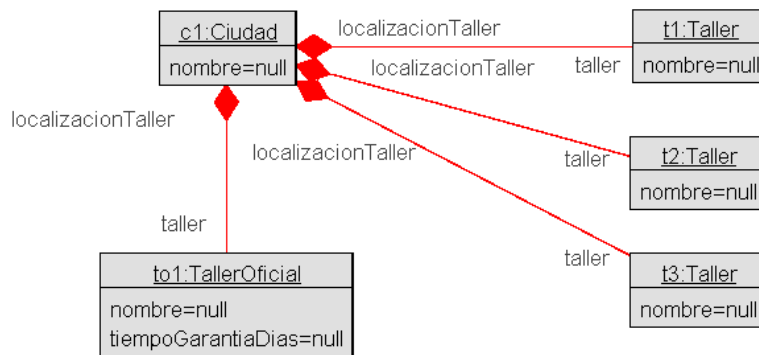 c1:Ciudad
nombre=null
localizacionTaller
t1:Taller
nombre=null
taller
localizacionTaller
localizacionTaller
localizacionTaller
taller
t2:Taller
nombre=null
taller
to1:TallerOficial
nombre=null
tiempoGarantiaDias=null
taller
t3:Taller
nombre=null